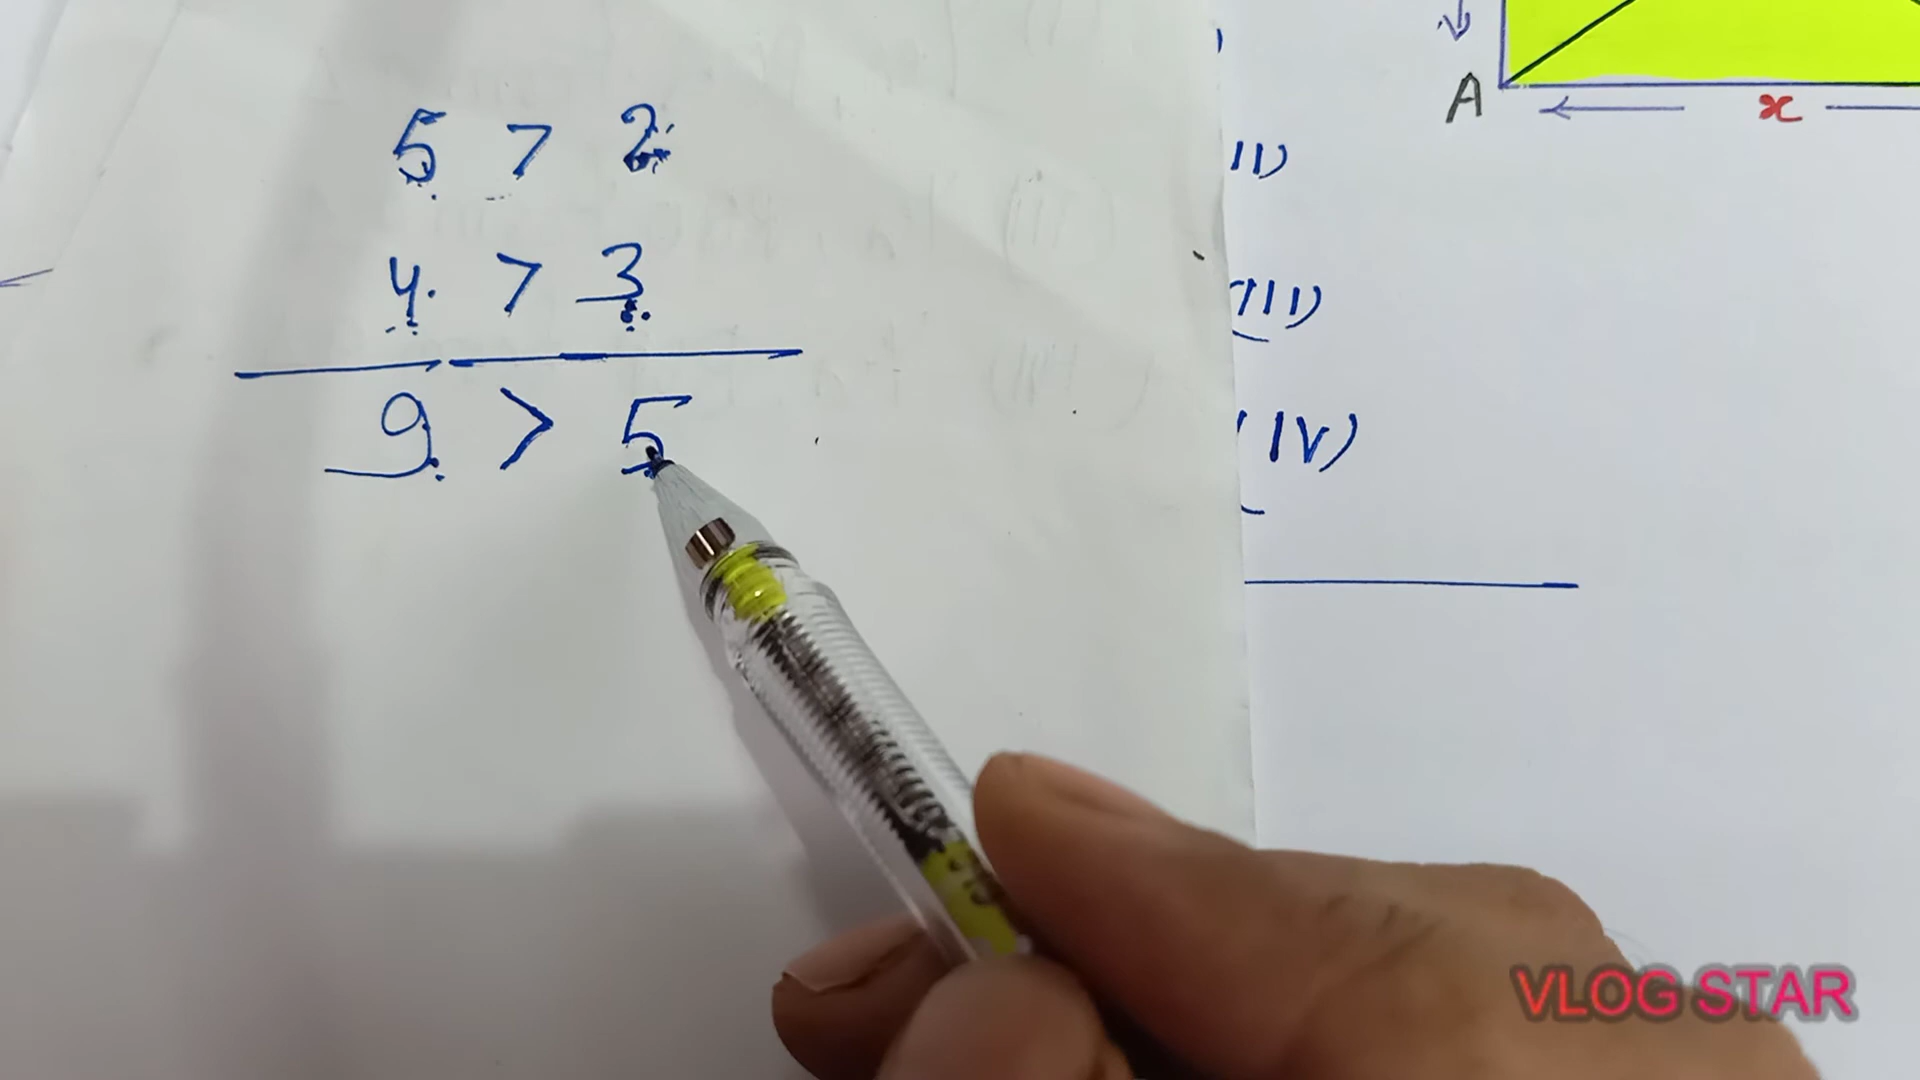 5 > 2
4 > 3
9 > 5
A x
II)
(III)
(IV)
VLOG STAR